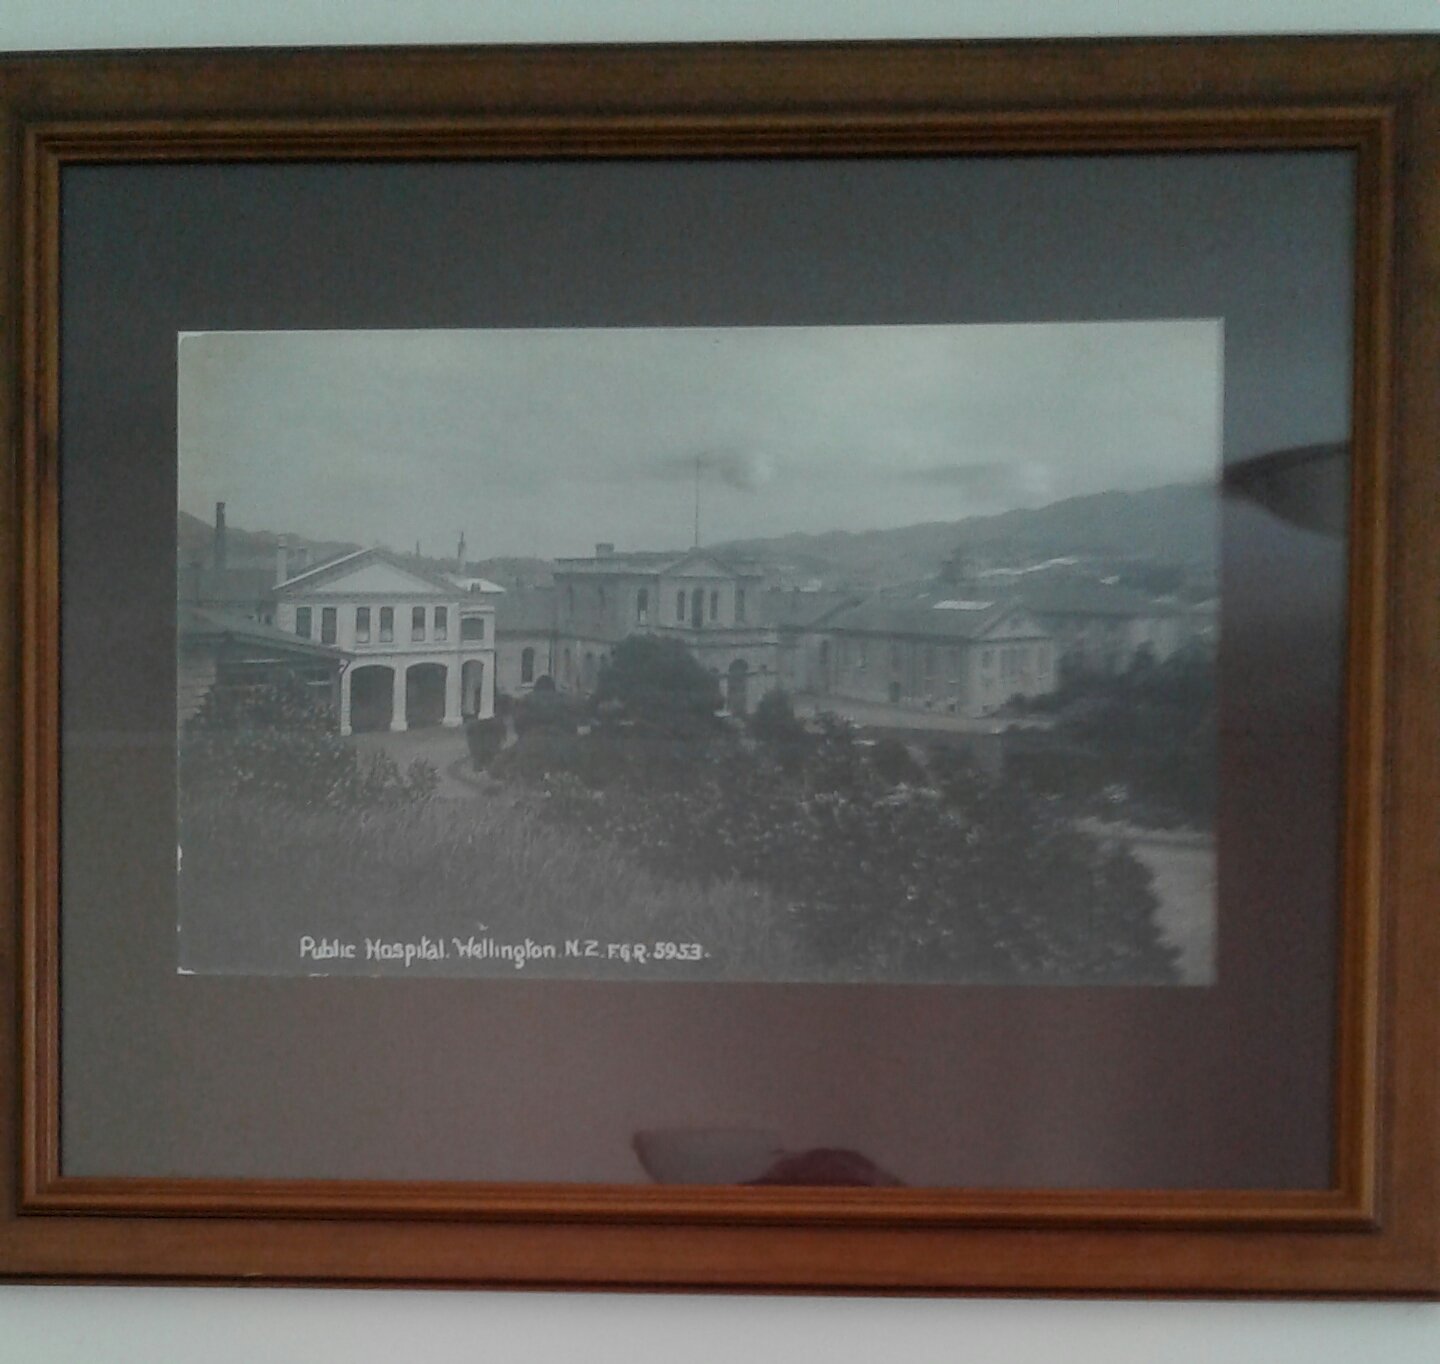 Public Hospital. Wellington. N.Z. F.G.R. 5953.